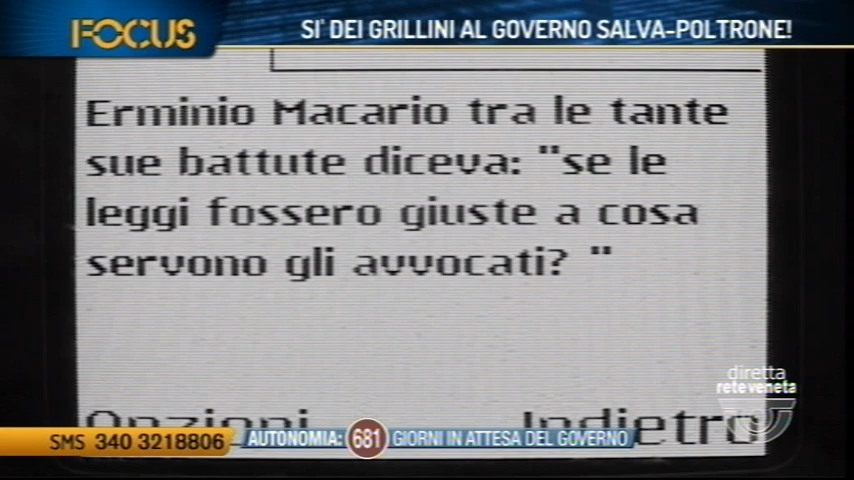 FOCUS
SI' DEI GRILLINI AL GOVERNO SALVA-POLTRONE!
Erminio Macario tra le tante
sue battute diceva: "se le
leggi fossero giuste a cosa
servono gli avvocati? "
diretta
reteveneta
Opzioni Indietro
SMS 340 3218806 AUTONOMIA: 681 GIORNI IN ATTESA DEL GOVERNO